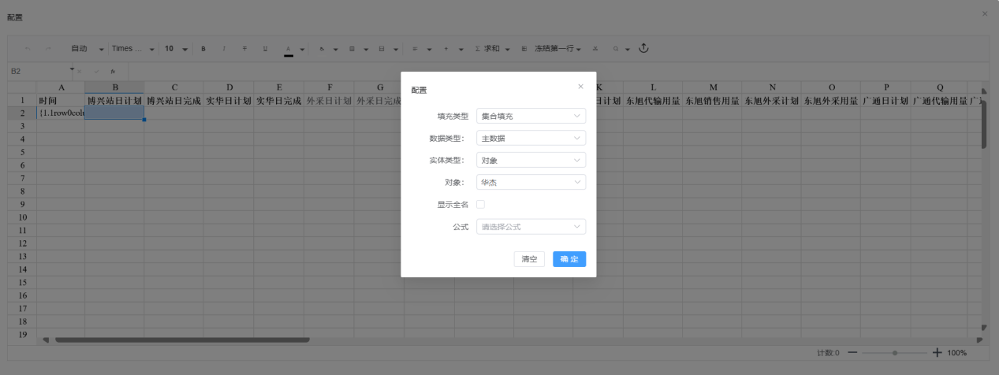 配置
自动 Times ... 10 B I U A Σ 求和 冻结第一行
B2 fx
A B C D E F G K L M N O P Q
1 时间 博兴站日计划 博兴站日完成 实华日计划 实华日完成 外采日计划 外采日完成 日计划 东旭代输用量 东旭销售用量 东旭外采计划 东旭外采用量 广通日计划 广通代输用量
2 {1.1row0colu
3
4
5
6
7
8
9
10
11
12
13
14
15
16
17
18
19
配置
填充类型 集合填充
数据类型: 主数据
实体类型: 对象
对象: 华杰
显示全名
公式 请选择公式
清空 确 定
计数:0 100%